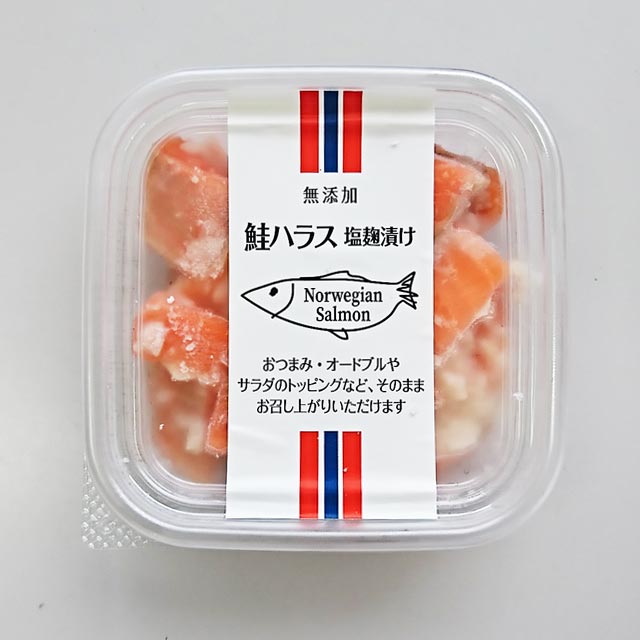 無添加
鮭ハラス 塩麹漬け
Norwegian
Salmon
おつまみ・オードブルや
サラダのトッピングなど、そのまま
お召し上がりいただけます